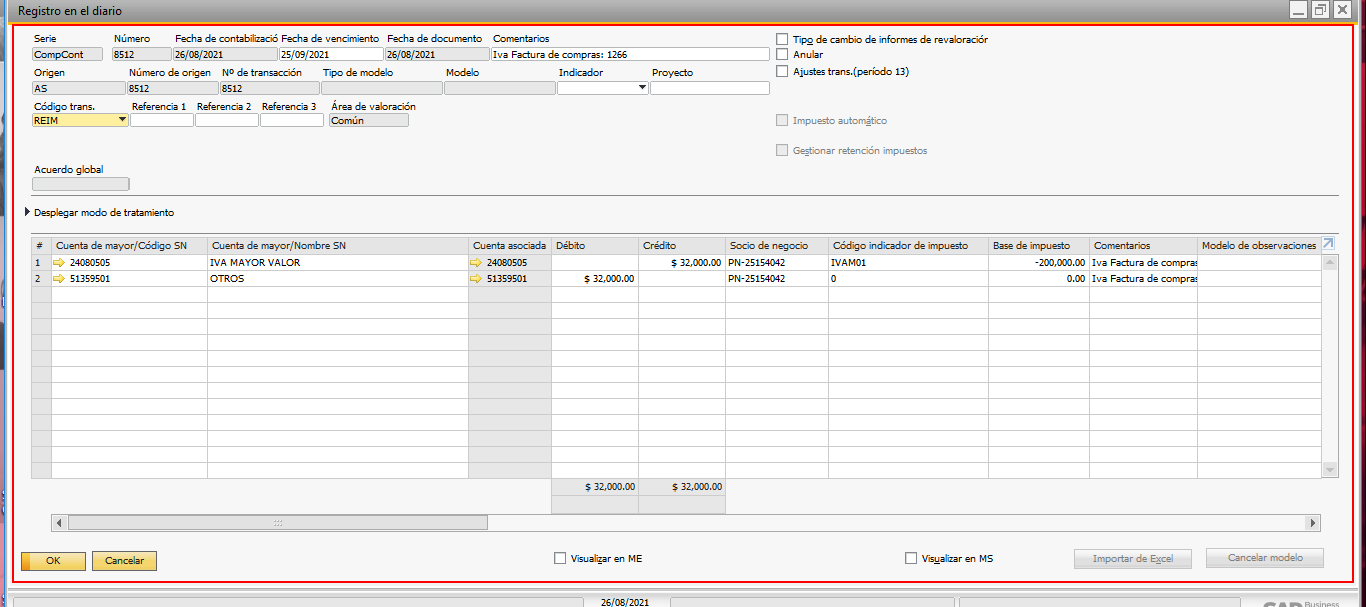 Registro en el diario
Serie Número Fecha de contabilizació Fecha de vencimiento Fecha de documento Comentarios
CompCont 8512 26/08/2021 25/09/2021 26/08/2021 Iva Factura de compras: 1266
Tipo de cambio de informes de revaloraciór
Anular
Origen Número de origen Nº de transacción Tipo de modelo Modelo Indicador Proyecto
Ajustes trans.(período 13)
AS 8512 8512
Código trans. Referencia 1 Referencia 2 Referencia 3 Área de valoración
REIM Común
Impuesto automático
Gestionar retención impuestos
Acuerdo global
Desplegar modo de tratamiento
# Cuenta de mayor/Código SN Cuenta de mayor/Nombre SN Cuenta asociada Débito Crédito Socio de negocio Código indicador de impuesto Base de impuesto Comentarios Modelo de observaciones
1 24080505 IVA MAYOR VALOR 24080505 $ 32,000.00 PN-25154042 IVAM01 -200,000.00 Iva Factura de compras
2 51359501 OTROS 51359501 $ 32,000.00 PN-25154042 0 0.00 Iva Factura de compras
$ 32,000.00 $ 32,000.00
OK Cancelar Visualizar en ME Visualizar en MS Importar de Excel Cancelar modelo
26/08/2021 SAP Business